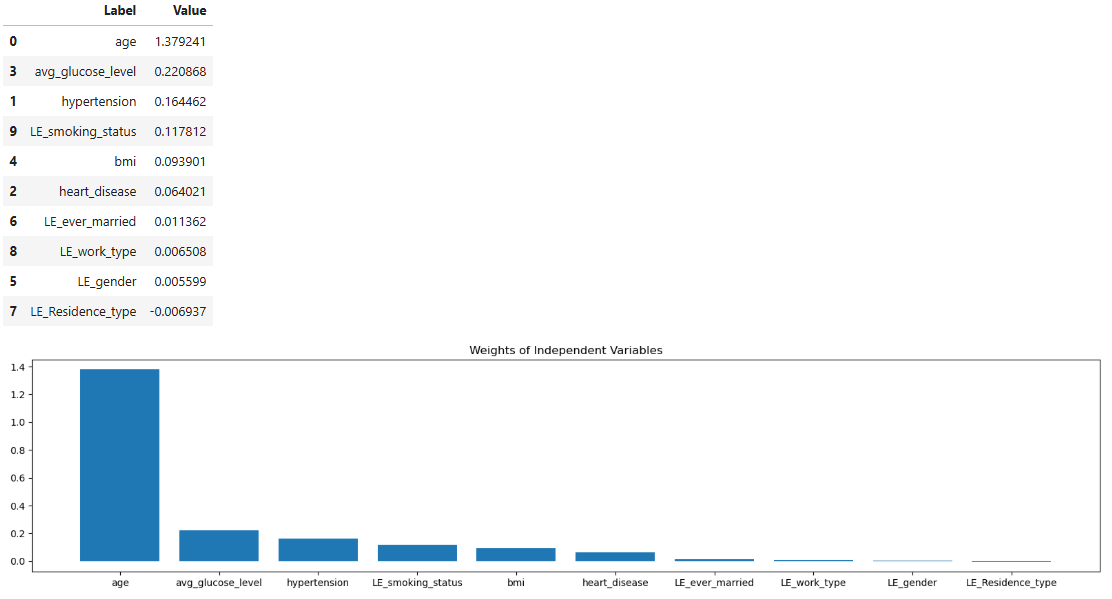 Label Value
0 age 1.379241
3 avg_glucose_level 0.220868
1 hypertension 0.164462
9 LE_smoking_status 0.117812
4 bmi 0.093901
2 heart_disease 0.064021
6 LE_ever_married 0.011362
8 LE_work_type 0.006508
5 LE_gender 0.005599
7 LE_Residence_type -0.006937
Weights of Independent Variables
1.4
1.2
1.0
0.8
0.6
0.4
0.2
0.0
age avg_glucose_level hypertension LE_smoking_status bmi heart_disease LE_ever_married LE_work_type LE_gender LE_Residence_type